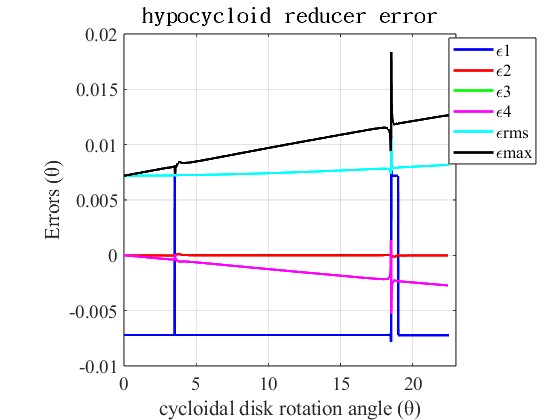 hypocycloid reducer error
0.02
0.015
0.01
0.005
0
-0.005
-0.01
0
5
10
15
20
Errors (θ)
cycloidal disk rotation angle (θ)
ϵ1
ϵ2
ϵ3
ϵ4
ϵrms
ϵmax